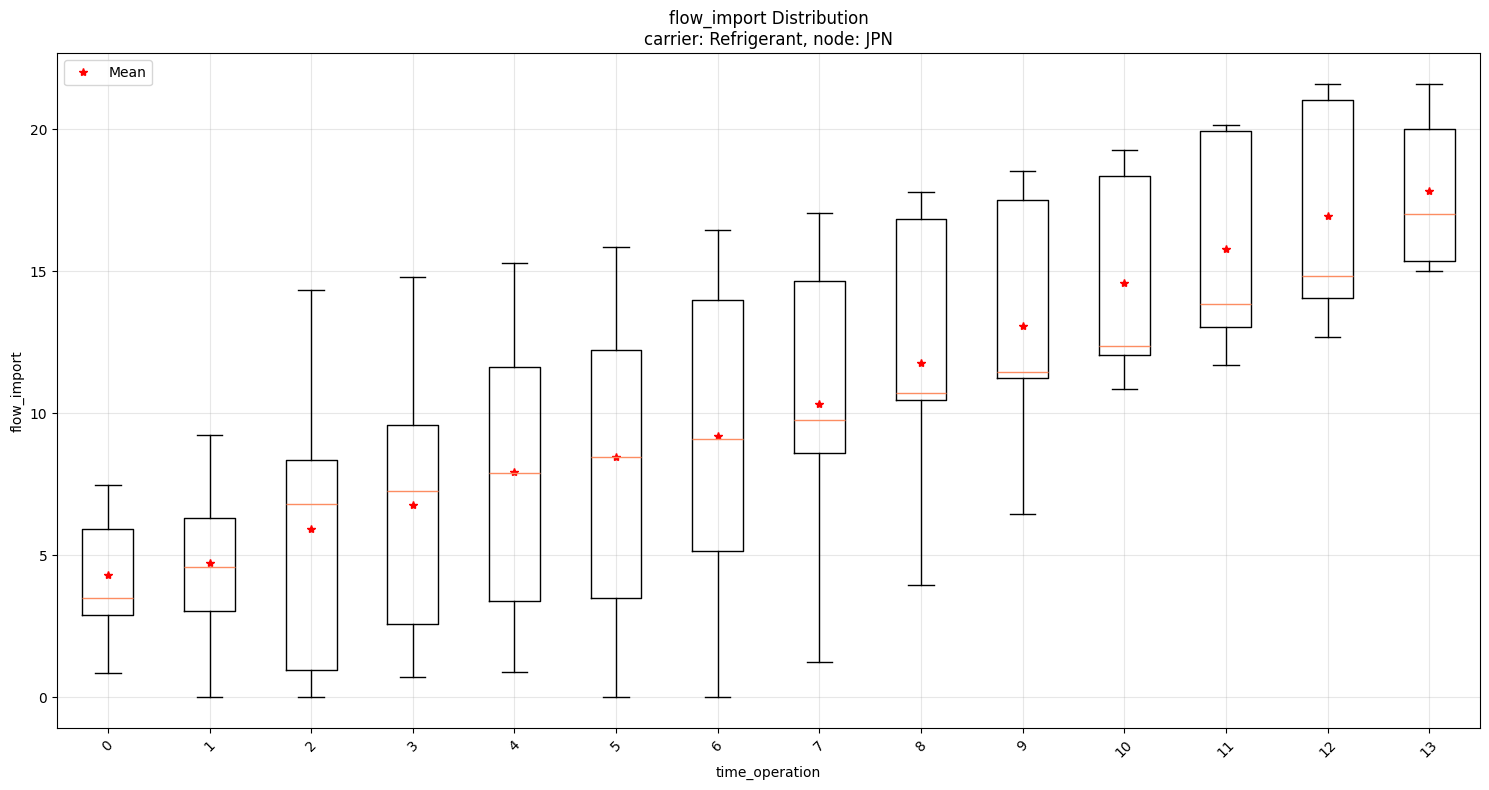 flow_import Distribution
carrier: Refrigerant, node: JPN
Mean
flow_import
20
15
10
5
0
0 1 2 3 4 5 6 7 8 9 10 11 12 13
time_operation